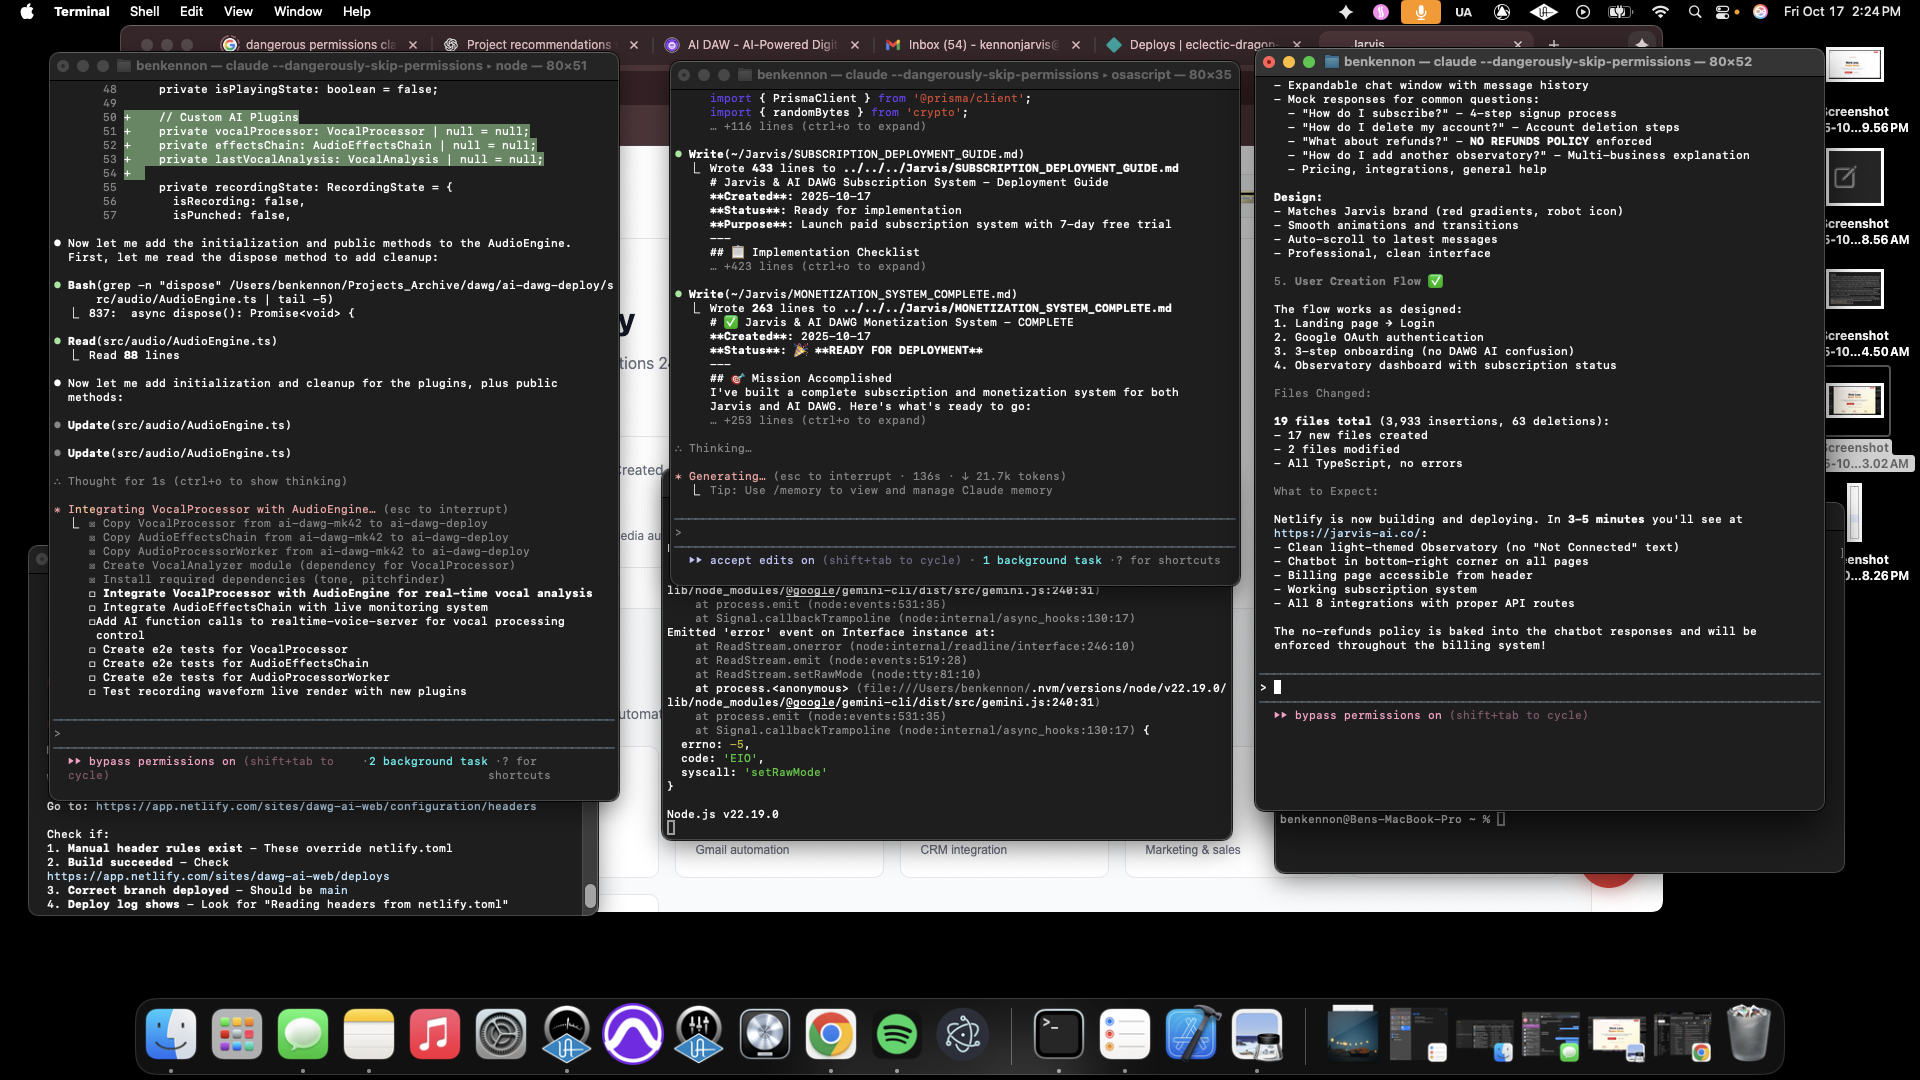 Terminal Shell Edit View Window Help
UA
Fri Oct 17 2:24 PM
dangerous permissions cla
Project recommendations
AI DAW - AI-Powered Digit
Inbox (54) - kennonjarvis@
Deploys | eclectic-dragon-
Jarvis
benkennon — claude --dangerously-skip-permissions ▸ node — 80×51
48 private isPlayingState: boolean = false;
49
50 + // Custom AI Plugins
51 + private vocalProcessor: VocalProcessor | null = null;
52 + private effectsChain: AudioEffectsChain | null = null;
53 + private lastVocalAnalysis: VocalAnalysis | null = null;
54 +
55 private recordingState: RecordingState = {
56 isRecording: false,
57 isPunched: false,
● Now let me add the initialization and public methods to the AudioEngine.
First, let me read the dispose method to add cleanup:
● Bash(grep -n "dispose" /Users/benkennon/Projects_Archive/dawg/ai-dawg-deploy/s
rc/audio/AudioEngine.ts | tail -5)
⎿ 837: async dispose(): Promise<void> {
● Read(src/audio/AudioEngine.ts)
⎿ Read 88 lines
● Now let me add initialization and cleanup for the plugins, plus public
methods:
● Update(src/audio/AudioEngine.ts)
● Update(src/audio/AudioEngine.ts)
∴ Thought for 1s (ctrl+o to show thinking)
* Integrating VocalProcessor with AudioEngine… (esc to interrupt)
⎿ ☒ Copy VocalProcessor from ai-dawg-mk42 to ai-dawg-deploy
☒ Copy AudioEffectsChain from ai-dawg-mk42 to ai-dawg-deploy
☒ Copy AudioProcessorWorker from ai-dawg-mk42 to ai-dawg-deploy
☒ Create VocalAnalyzer module (dependency for VocalProcessor)
☒ Install required dependencies (tone, pitchfinder)
☐ Integrate VocalProcessor with AudioEngine for real-time vocal analysis
☐ Integrate AudioEffectsChain with live monitoring system
☐Add AI function calls to realtime-voice-server for vocal processing
control
☐ Create e2e tests for VocalProcessor
☐ Create e2e tests for AudioEffectsChain
☐ Create e2e tests for AudioProcessorWorker
☐ Test recording waveform live render with new plugins
>
⏵⏵ bypass permissions on (shift+tab to cycle) · 2 background task · ? for shortcuts
Go to: https://app.netlify.com/sites/dawg-ai-web/configuration/headers
Check if:
1. Manual header rules exist – These override netlify.toml
2. Build succeeded – Check
https://app.netlify.com/sites/dawg-ai-web/deploys
3. Correct branch deployed – Should be main
4. Deploy log shows – Look for "Reading headers from netlify.toml"
benkennon — claude --dangerously-skip-permissions ▸ osascript — 80×35
import { PrismaClient } from '@prisma/client';
import { randomBytes } from 'crypto';
… +116 lines (ctrl+o to expand)
● Write(~/Jarvis/SUBSCRIPTION_DEPLOYMENT_GUIDE.md)
⎿ Wrote 433 lines to ../../../Jarvis/SUBSCRIPTION_DEPLOYMENT_GUIDE.md
# Jarvis & AI DAWG Subscription System – Deployment Guide
**Created**: 2025-10-17
**Status**: Ready for implementation
**Purpose**: Launch paid subscription system with 7-day free trial
---
## 📋 Implementation Checklist
… +423 lines (ctrl+o to expand)
● Write(~/Jarvis/MONETIZATION_SYSTEM_COMPLETE.md)
⎿ Wrote 263 lines to ../../../Jarvis/MONETIZATION_SYSTEM_COMPLETE.md
# ✅ Jarvis & AI DAWG Monetization System – COMPLETE
**Created**: 2025-10-17
**Status**: 🎉 **READY FOR DEPLOYMENT**
---
## 🎯 Mission Accomplished
I've built a complete subscription and monetization system for both
Jarvis and AI DAWG. Here's what's ready to go:
… +253 lines (ctrl+o to expand)
∴ Thinking…
* Generating… (esc to interrupt · 136s · ↓ 21.7k tokens)
⎿ Tip: Use /memory to view and manage Claude memory
>
⏵⏵ accept edits on (shift+tab to cycle) · 1 background task · ? for shortcuts
lib/node_modules/@google/gemini-cli/dist/src/gemini.js:240:31)
at process.emit (node:events:531:35)
at Signal.callbackTrampoline (node:internal/async_hooks:130:17)
Emitted 'error' event on Interface instance at:
at ReadStream.onerror (node:internal/readline/interface:246:10)
at ReadStream.emit (node:events:519:28)
at ReadStream.setRawMode (node:tty:81:10)
at process.<anonymous> (file:///Users/benkennon/.nvm/versions/node/v22.19.0/
lib/node_modules/@google/gemini-cli/dist/src/gemini.js:240:31)
at process.emit (node:events:531:35)
at Signal.callbackTrampoline (node:internal/async_hooks:130:17) {
errno: -5,
code: 'EIO',
syscall: 'setRawMode'
}
Node.js v22.19.0
Gmail automation
CRM integration
Marketing & sales
benkennon — claude --dangerously-skip-permissions — 80×52
– Expandable chat window with message history
– Mock responses for common questions:
– "How do I subscribe?" – 4-step signup process
– "How do I delete my account?" – Account deletion steps
– "What about refunds?" – NO REFUNDS POLICY enforced
– "How do I add another observatory?" – Multi-business explanation
– Pricing, integrations, general help
Design:
– Matches Jarvis brand (red gradients, robot icon)
– Smooth animations and transitions
– Auto-scroll to latest messages
– Professional, clean interface
5. User Creation Flow ✅
The flow works as designed:
1. Landing page → Login
2. Google OAuth authentication
3. 3-step onboarding (no DAWG AI confusion)
4. Observatory dashboard with subscription status
Files Changed:
19 files total (3,933 insertions, 63 deletions):
– 17 new files created
– 2 files modified
– All TypeScript, no errors
What to Expect:
Netlify is now building and deploying. In 3–5 minutes you'll see at
https://jarvis-ai.co/:
– Clean light-themed Observatory (no "Not Connected" text)
– Chatbot in bottom-right corner on all pages
– Billing page accessible from header
– Working subscription system
– All 8 integrations with proper API routes
The no-refunds policy is baked into the chatbot responses and will be
enforced throughout the billing system!
>
⏵⏵ bypass permissions on (shift+tab to cycle)
benkennon@Bens-MacBook-Pro ~ %
Screenshot
5-10...9.56 PM
Screenshot
5-10...8.56 AM
Screenshot
5-10...4.50 AM
Screenshot
5-10...3.02 AM
0...8.26 PM